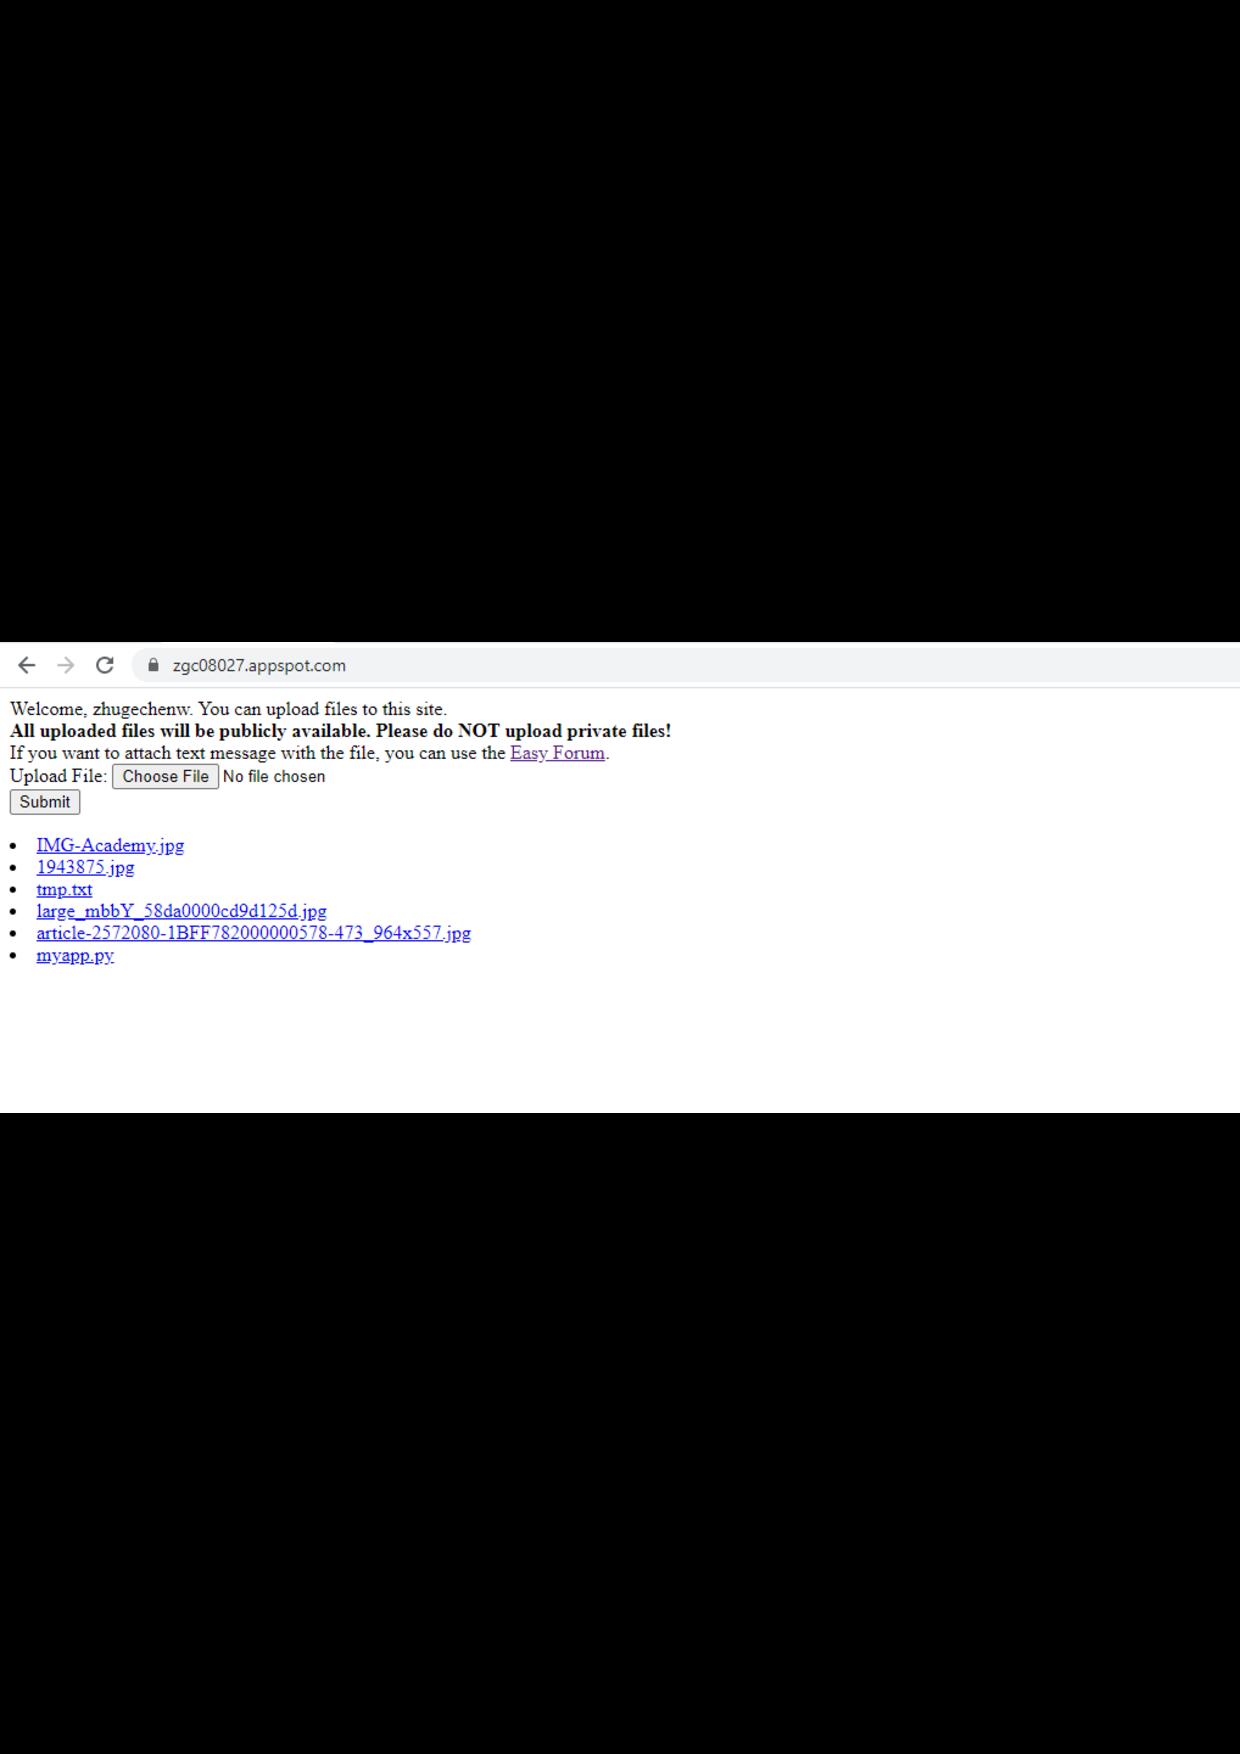 zgc08027.appspot.com
Welcome, zhugechenw. You can upload files to this site.
All uploaded files will be publicly available. Please do NOT upload private files!
If you want to attach text message with the file, you can use the Easy Forum.
Upload File: Choose File No file chosen
Submit
IMG-Academy.jpg
1943875.jpg
tmp.txt
large_mbbY_58da0000cd9d125d.jpg
article-2572080-1BFF782000000578-473_964x557.jpg
myapp.py